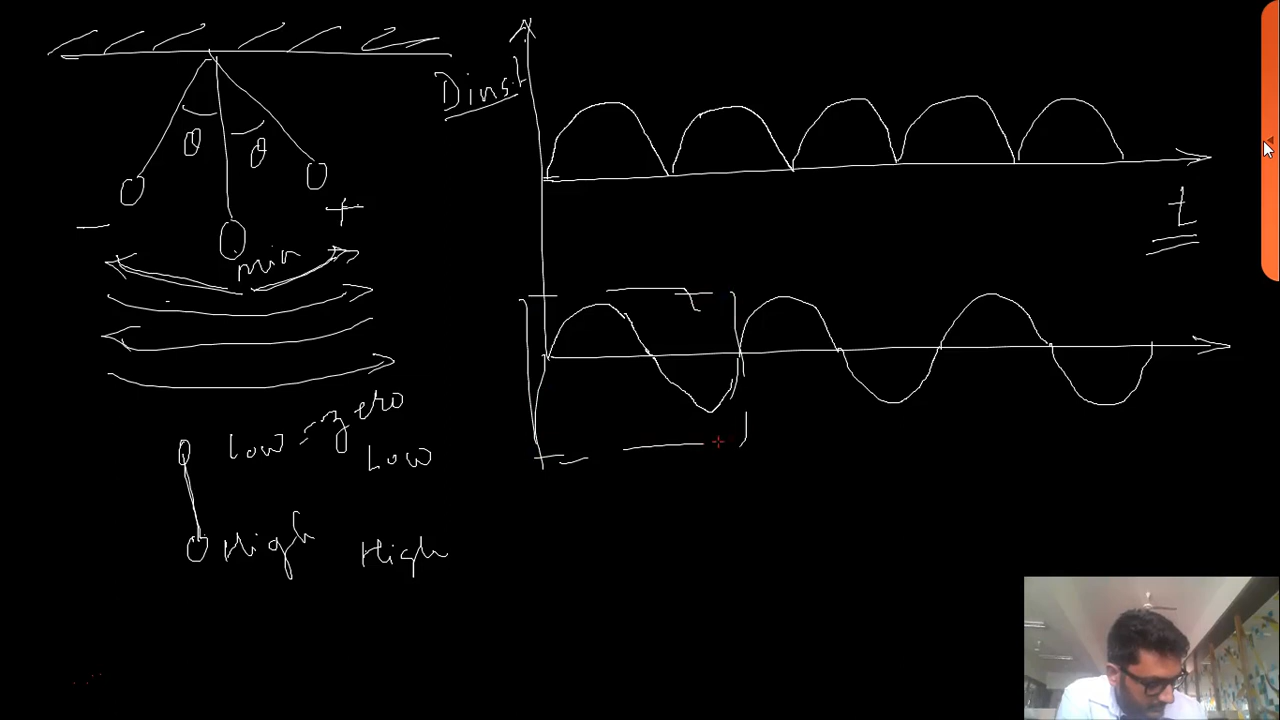 Dinst
θ
θ
− +
min
t
Low - zero
Low
High High